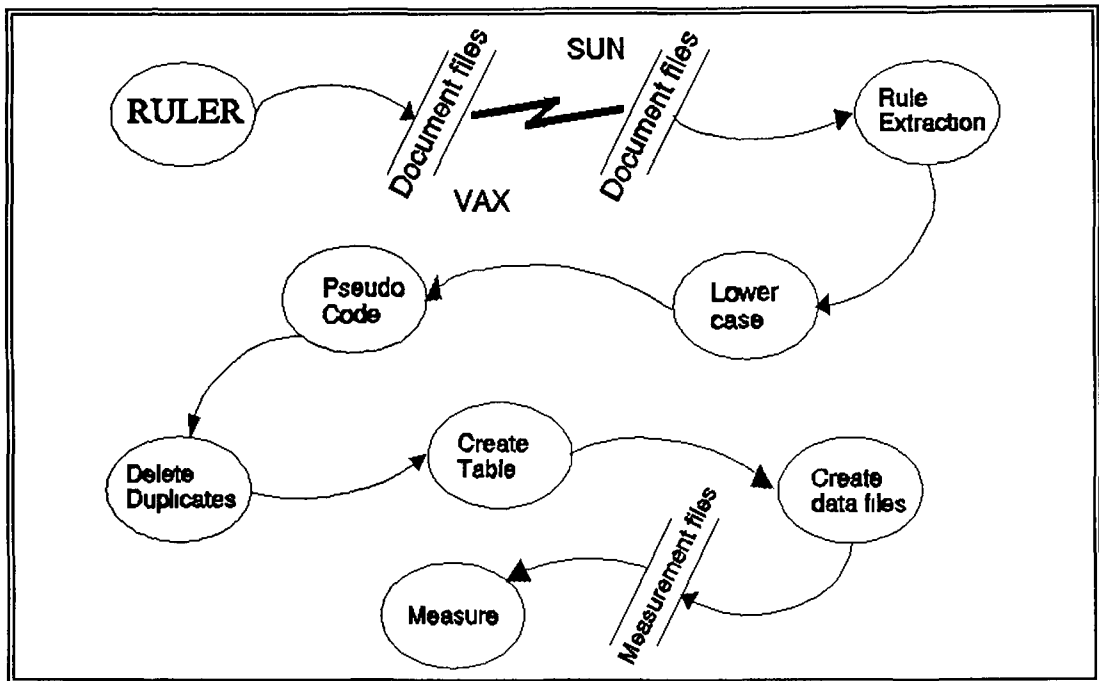 RULER
Document files
SUN
VAX
Document files
Rule
Extraction
Lower
case
Pseudo
Code
Delete
Duplicates
Create
Table
Create
data files
Measurement files
Measure